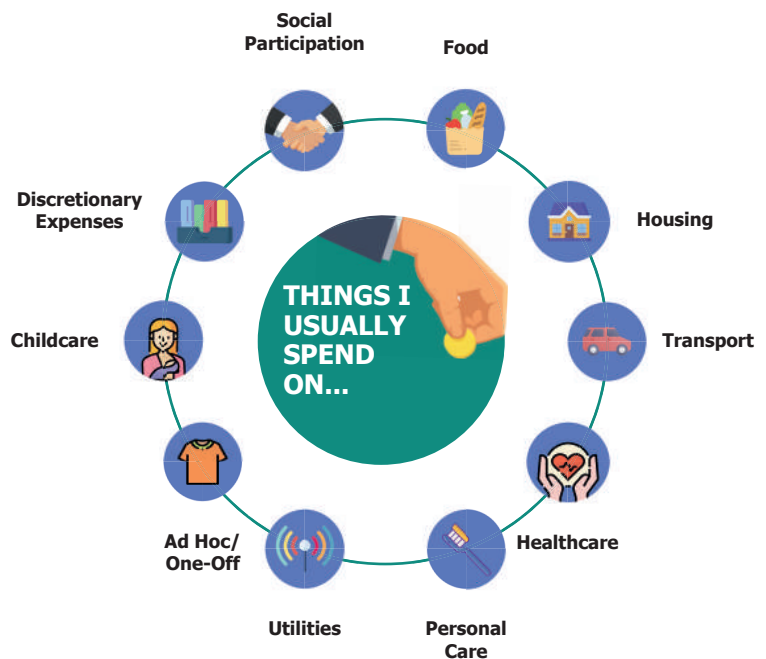 Social
Participation
Food
Discretionary
Expenses
Housing
THINGS I
USUALLY
SPEND
ON...
Childcare
Transport
Ad Hoc/
One-Off
Healthcare
Utilities
Personal
Care